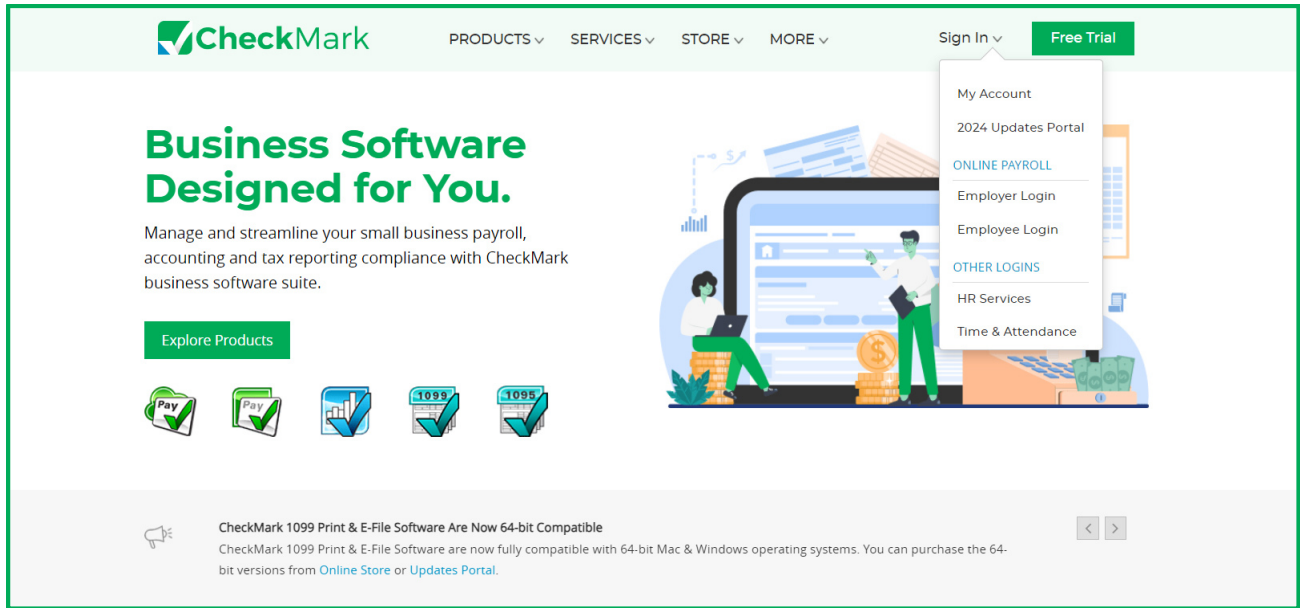 CheckMark
PRODUCTS
SERVICES
STORE
MORE
Sign In
Free Trial
My Account
2024 Updates Portal
ONLINE PAYROLL
Employer Login
Employee Login
OTHER LOGINS
HR Services
Time & Attendance
Business Software
Designed for You.
Manage and streamline your small business payroll,
accounting and tax reporting compliance with CheckMark
business software suite.
Explore Products
Pay
Pay
1099
1095
$
$
CheckMark 1099 Print & E-File Software Are Now 64-bit Compatible
CheckMark 1099 Print & E-File Software are now fully compatible with 64-bit Mac & Windows operating systems. You can purchase the 64-
bit versions from Online Store or Updates Portal.